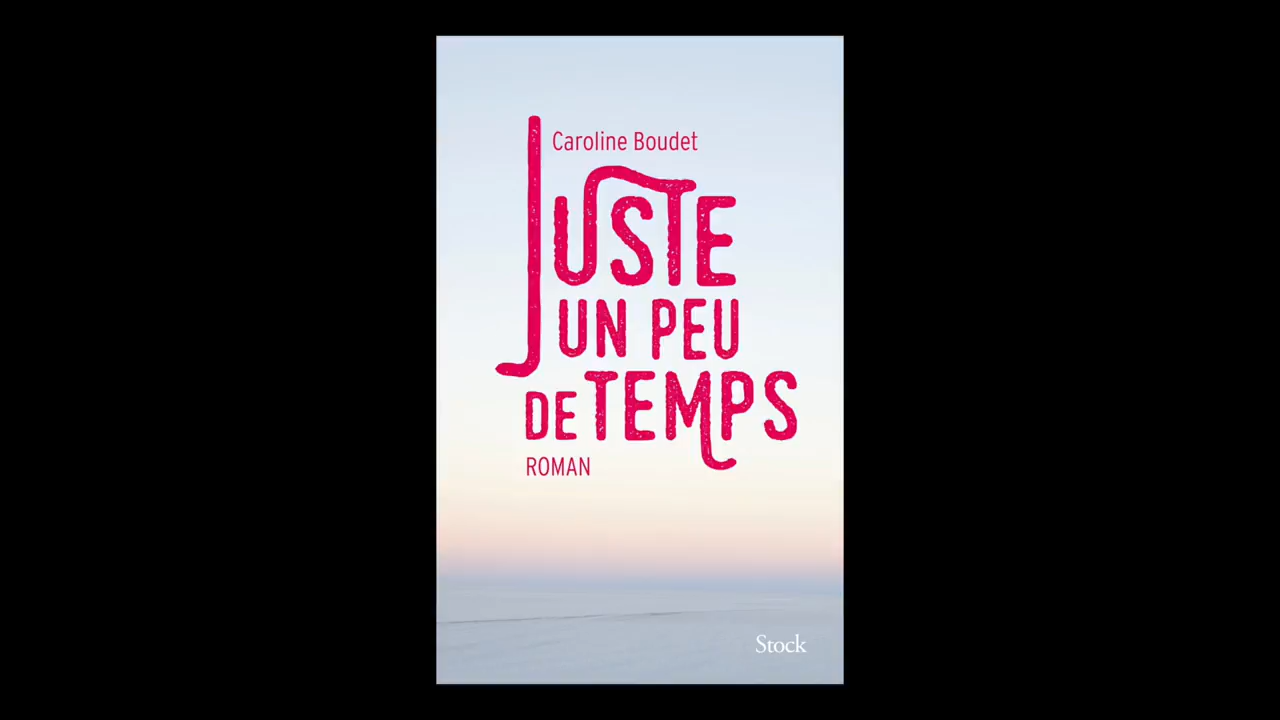 Caroline Boudet
JUSTE
UN PEU
DE TEMPS
ROMAN
Stock